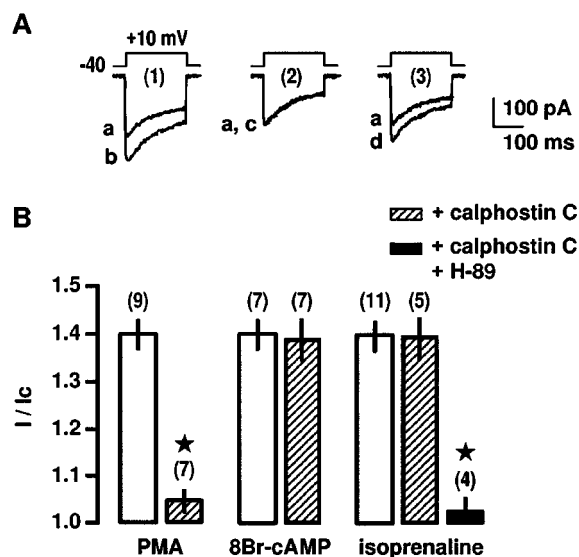 A
+10 mV
-40 (1) (2) (3)
a b
a, c
a d
100 pA
100 ms
+ calphostin C
+ calphostin C
+ H-89
B
I / Ic
1.5
1.4
1.3
1.2
1.1
1.0
(9) (7) (7) (11) (5)
★ ★
(7) (4)
PMA 8Br-cAMP isoprenaline